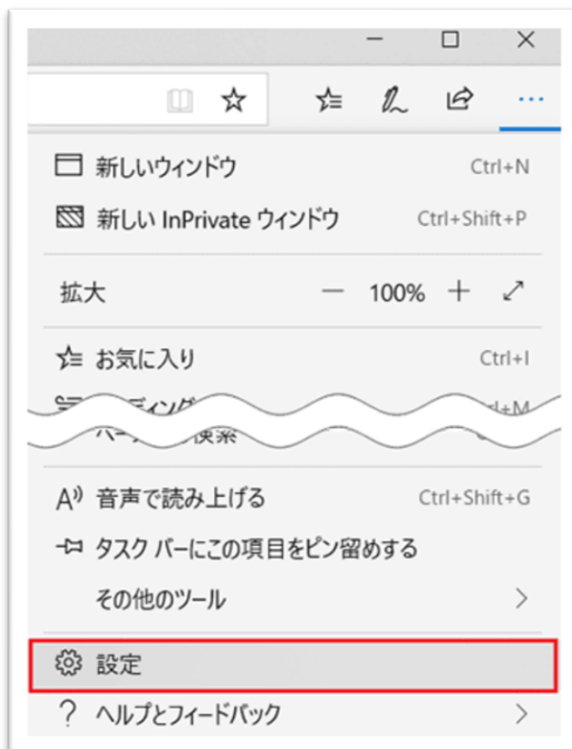 新しいウィンドウ Ctrl+N
新しい InPrivate ウィンドウ Ctrl+Shift+P
拡大 100%
お気に入り Ctrl+I
音声で読み上げる Ctrl+Shift+G
タスク バーにこの項目をピン留めする
その他のツール
設定
ヘルプとフィードバック